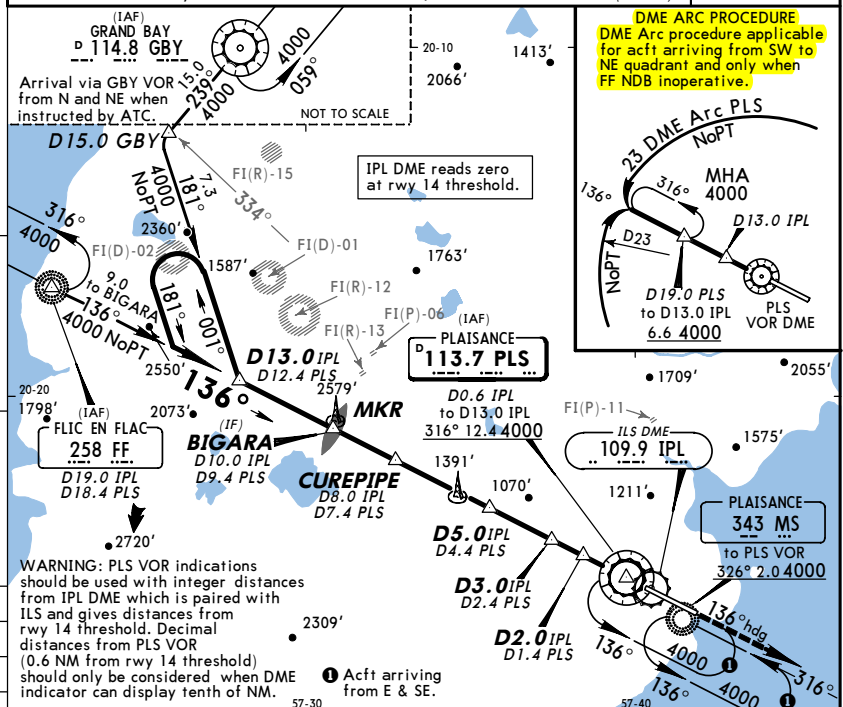 (IAF)
GRAND BAY
D 114.8 GBY
Arrival via GBY VOR
from N and NE when
instructed by ATC.
15.0
239°
4000
4000
059°
NOT TO SCALE
20-10
2066'
1413'
DME ARC PROCEDURE
DME Arc procedure applicable
for acft arriving from SW to
NE quadrant and only when
FF NDB inoperative.
23 DME Arc PLS
NoPT
MHA
4000
136°
316°
D13.0 IPL
D23
NoPT
D19.0 PLS
to D13.0 IPL
6.6 4000
PLS
VOR DME
D15.0 GBY
FI(R)-15
IPL DME reads zero
at rwy 14 threshold.
4000
NoPT
7.3
181°
334°
316°
4000
2360'
FI(D)-02
FI(D)-01
1587'
1763'
FI(R)-12
FI(P)-06
FI(R)-13
9.0
to BIGARA
136°
4000 NoPT
187°
001°
2550'
D13.0 IPL
D12.4 PLS
136°
2579'
MKR
(IAF)
PLAISANCE
D 113.7 PLS
D0.6 IPL
to D13.0 IPL
316° 12.4 4000
1709'
2055'
20-20
1798'
2073'
FI(P)-11
(IAF)
FLIC EN FLAC
258 FF
D19.0 IPL
D18.4 PLS
(IF)
BIGARA
D10.0 IPL
D9.4 PLS
ILS DME
109.9 IPL
1575'
CUREPIPE
D8.0 IPL
D7.4 PLS
1391'
1070'
1211'
PLAISANCE
343 MS
to PLS VOR
326° 2.0 4000
2720'
D5.0 IPL
D4.4 PLS
D3.0 IPL
D2.4 PLS
D2.0 IPL
D1.4 PLS
WARNING: PLS VOR indications
should be used with integer distances
from IPL DME which is paired with
ILS and gives distances from
rwy 14 threshold. Decimal
distances from PLS VOR
(0.6 NM from rwy 14 threshold)
should only be considered when DME
indicator can display tenth of NM.
2309'
1 Acft arriving
from E & SE.
136° hdg
136°
4000
1
316°
136°
4000
1
57-30
57-40